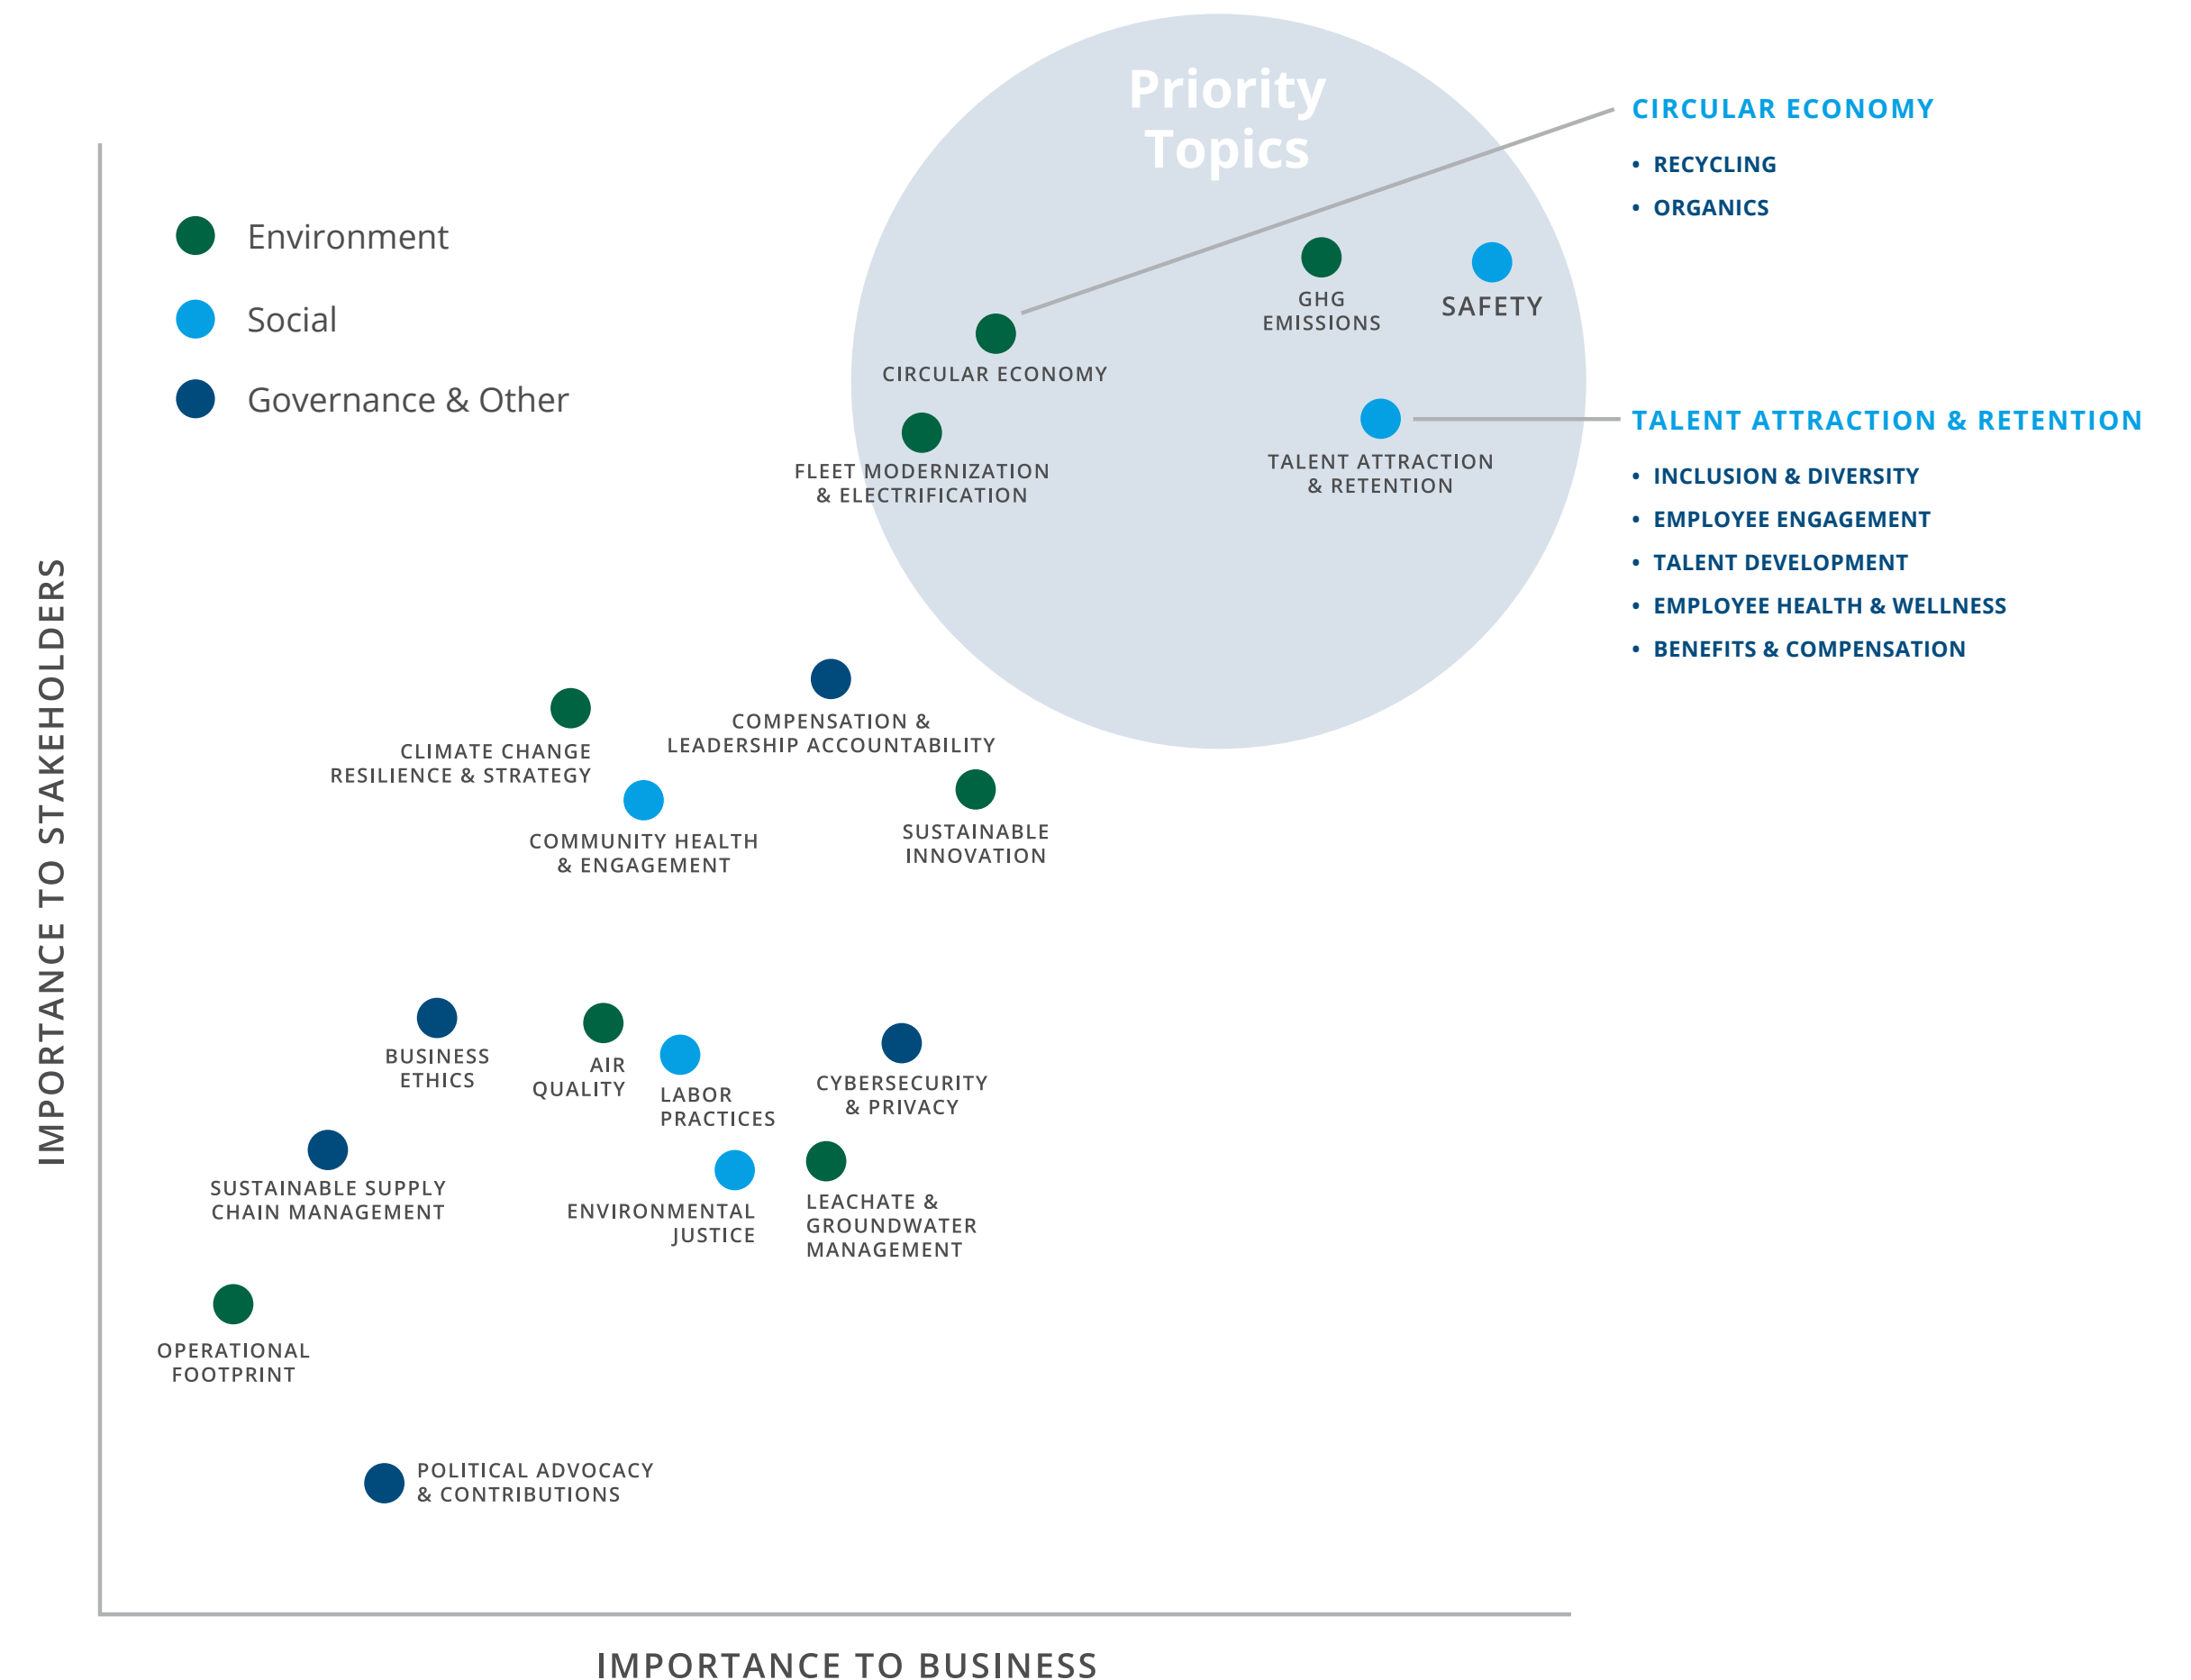 Priority
Topics
CIRCULAR ECONOMY
• RECYCLING
• ORGANICS
Environment
Social
Governance & Other
GHG
EMISSIONS
SAFETY
CIRCULAR ECONOMY
FLEET MODERNIZATION
& ELECTRIFICATION
TALENT ATTRACTION
& RETENTION
TALENT ATTRACTION & RETENTION
• INCLUSION & DIVERSITY
• EMPLOYEE ENGAGEMENT
• TALENT DEVELOPMENT
• EMPLOYEE HEALTH & WELLNESS
• BENEFITS & COMPENSATION
IMPORTANCE TO STAKEHOLDERS
COMPENSATION &
LEADERSHIP ACCOUNTABILITY
CLIMATE CHANGE
RESILIENCE & STRATEGY
COMMUNITY HEALTH
& ENGAGEMENT
SUSTAINABLE
INNOVATION
BUSINESS
ETHICS
AIR
QUALITY
LABOR
PRACTICES
CYBERSECURITY
& PRIVACY
SUSTAINABLE SUPPLY
CHAIN MANAGEMENT
ENVIRONMENTAL
JUSTICE
LEACHATE &
GROUNDWATER
MANAGEMENT
OPERATIONAL
FOOTPRINT
POLITICAL ADVOCACY
& CONTRIBUTIONS
IMPORTANCE TO BUSINESS